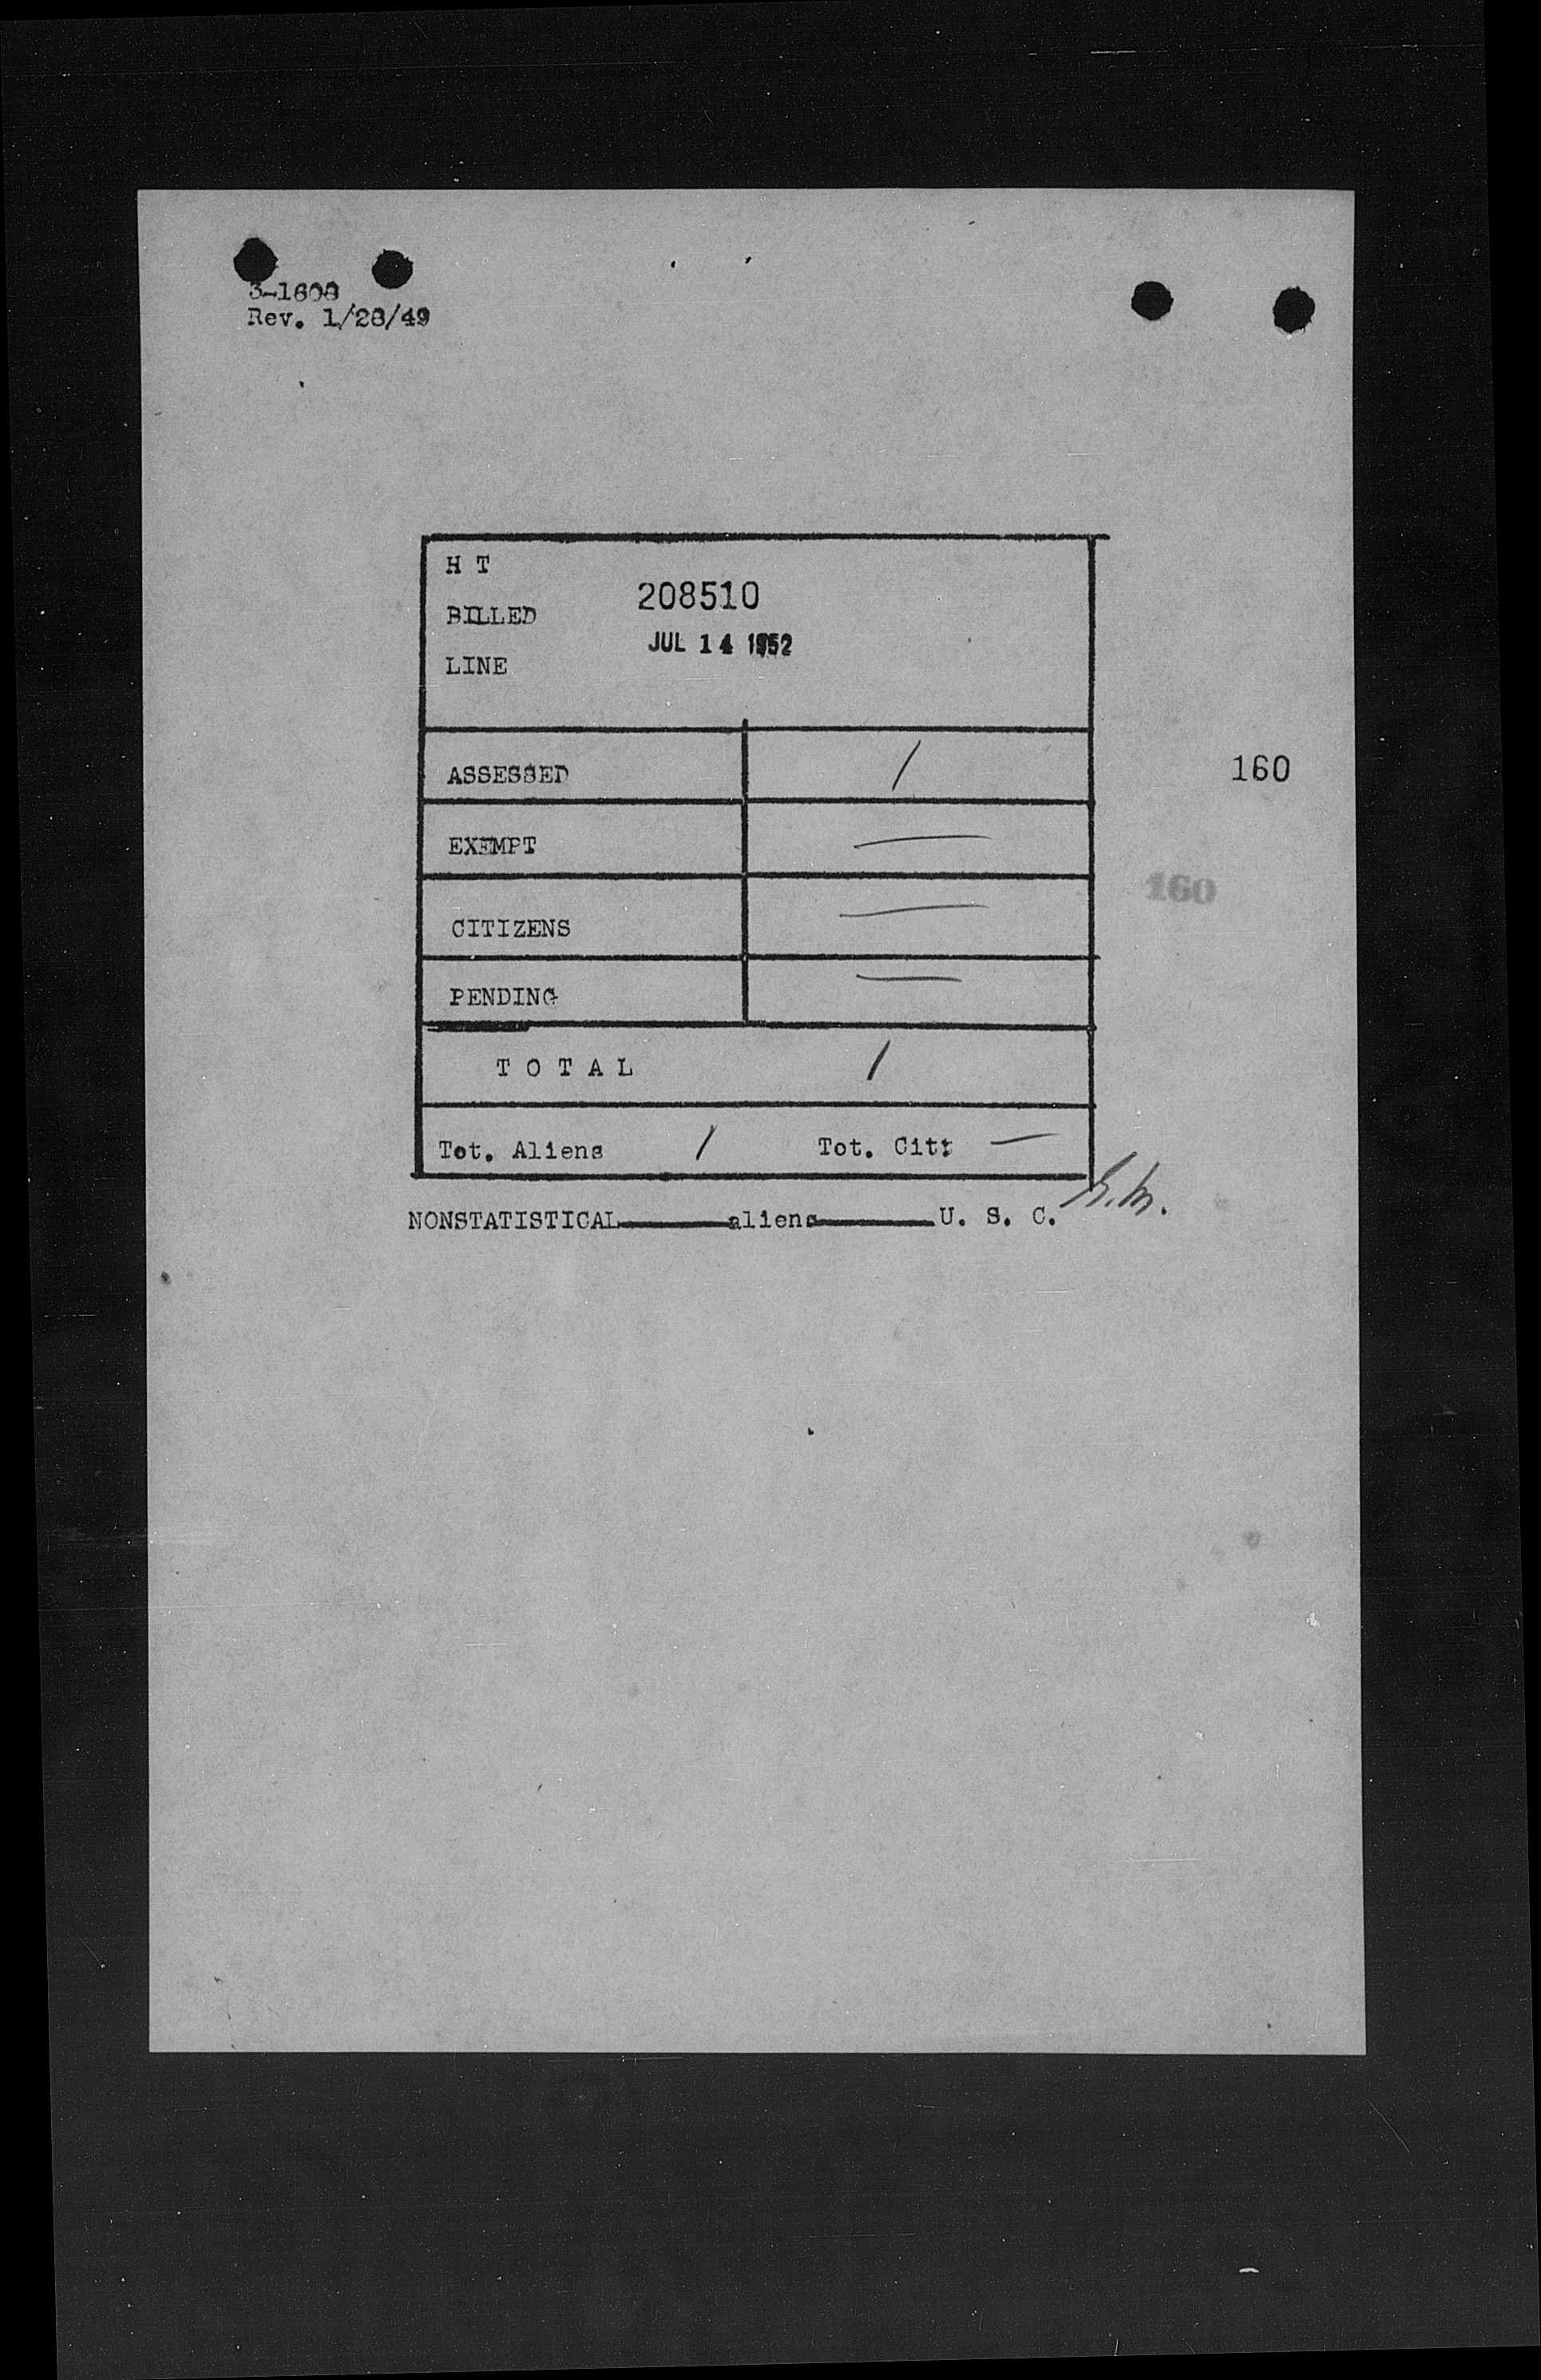 3-1608
Rev. 1/28/49
H T
208510
BILLED
JUL 14 1952
LINE
ASSESSED /
160
EXEMPT —
160
CITIZENS —
PENDING —
T O T A L /
Tot. Aliens / Tot. Cit: —
NONSTATISTICAL aliens U. S. C.